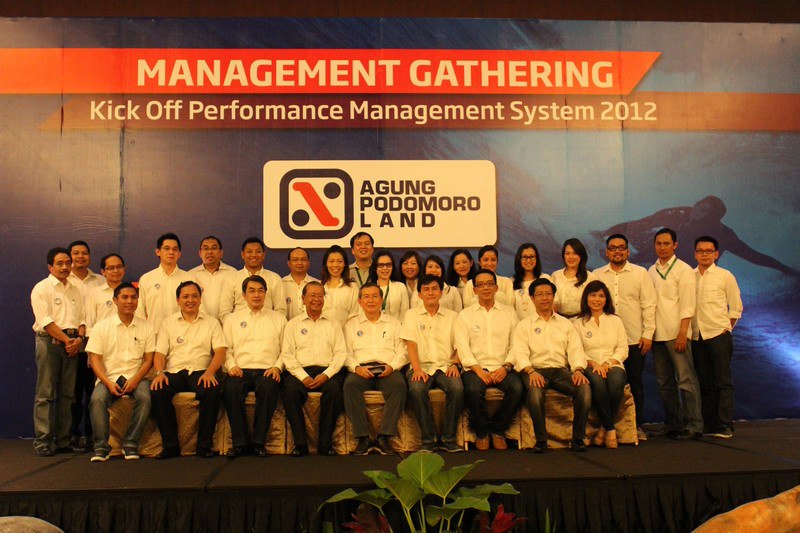 MANAGEMENT GATHERING
Kick Off Performance Management System 2012
AGUNG
PODOMORO
LAND